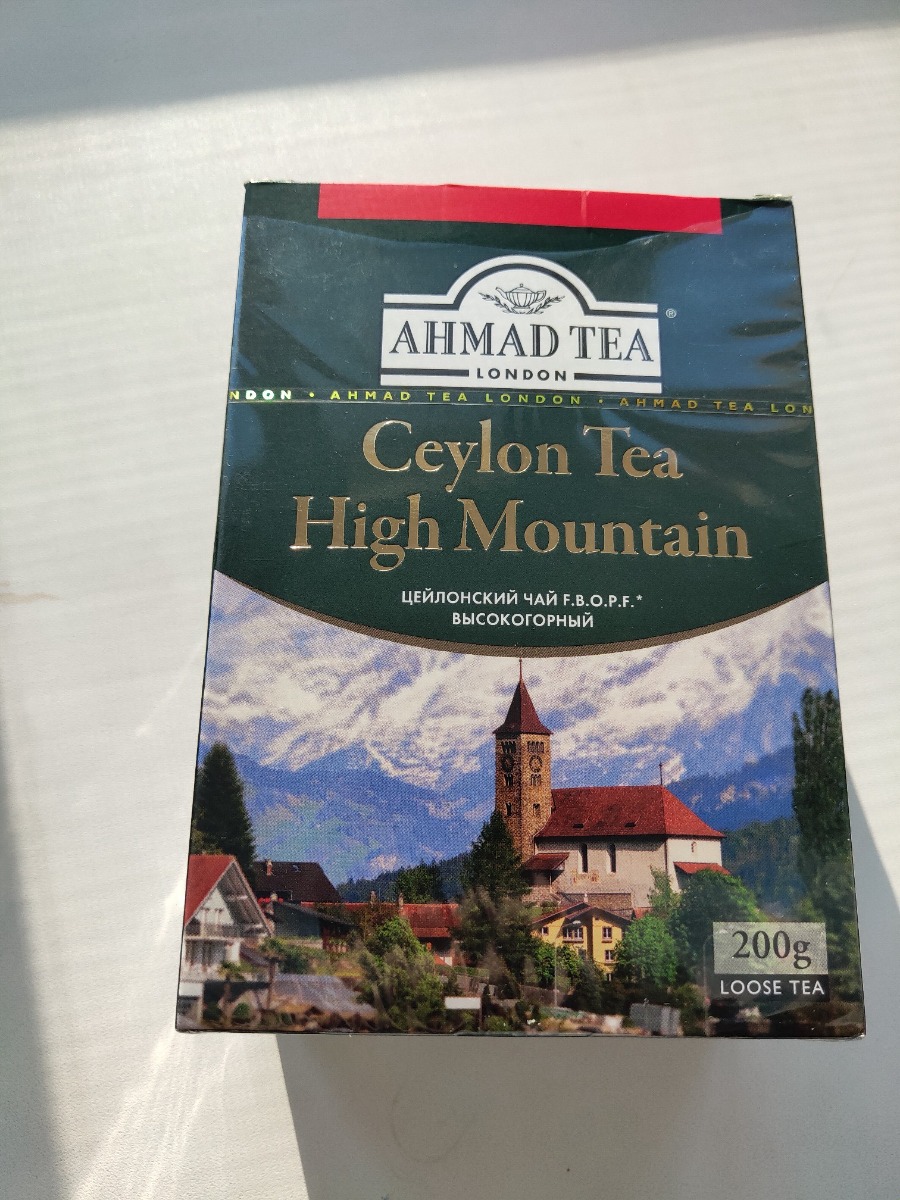 AHMAD TEA
®
LONDON
NDON • AHMAD TEA LONDON • AHMAD TEA LON
Ceylon Tea
High Mountain
ЦЕЙЛОНСКИЙ ЧАЙ F.B.O.P.F.*
ВЫСОКОГОРНЫЙ
200g
LOOSE TEA